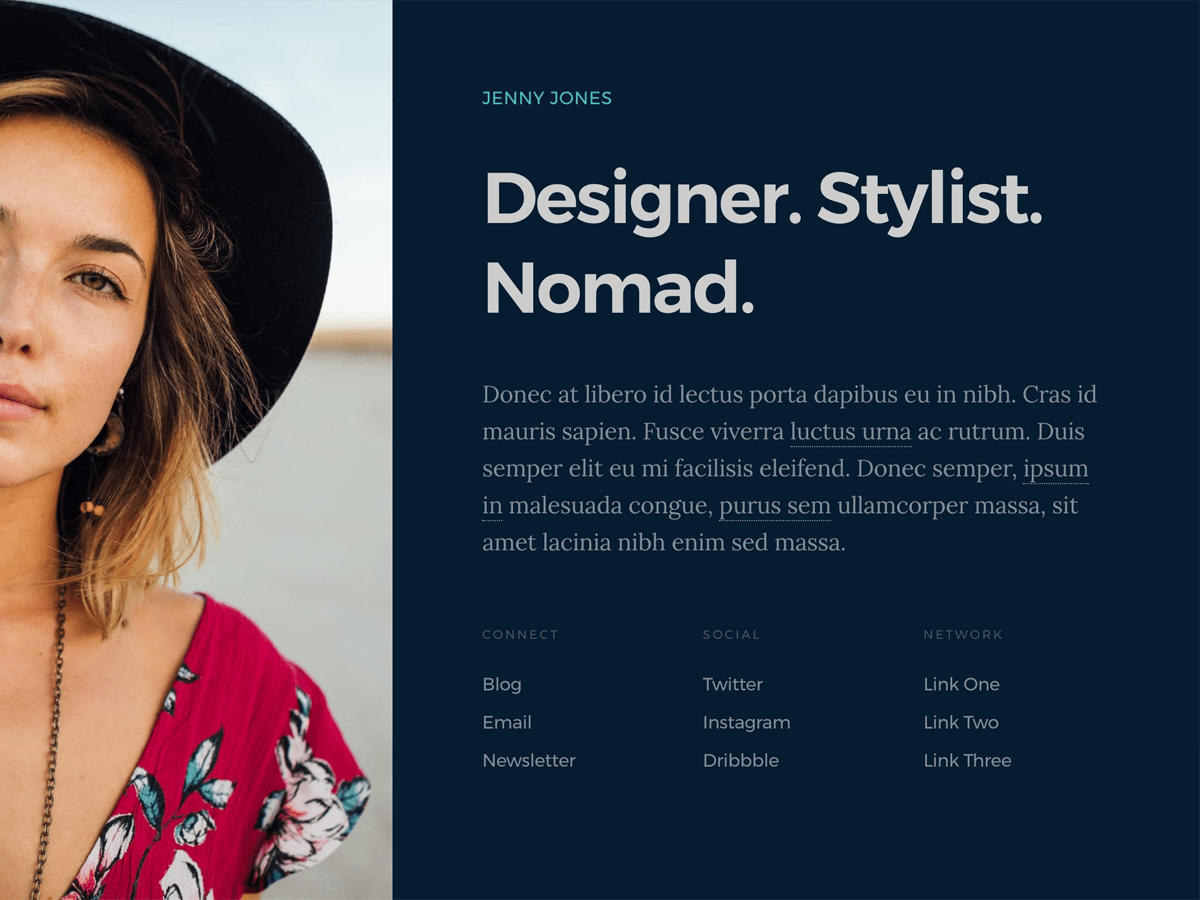 JENNY JONES
Designer. Stylist.
Nomad.
Donec at libero id lectus porta dapibus eu in nibh. Cras id
mauris sapien. Fusce viverra luctus urna ac rutrum. Duis
semper elit eu mi facilisis eleifend. Donec semper, ipsum
in malesuada congue, purus sem ullamcorper massa, sit
amet lacinia nibh enim sed massa.
CONNECT
Blog
Email
Newsletter
SOCIAL
Twitter
Instagram
Dribbble
NETWORK
Link One
Link Two
Link Three